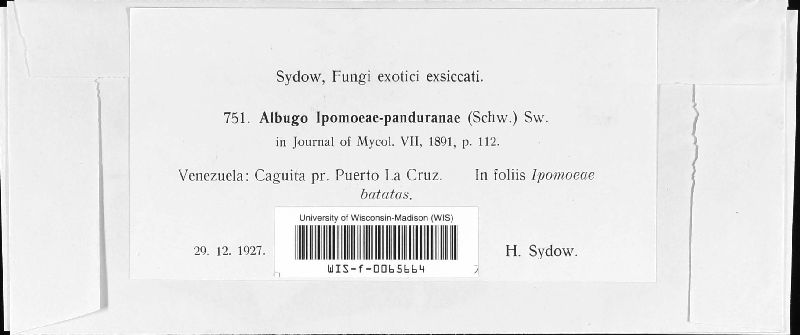 Sydow, Fungi exotici exsiccati.
751. Albugo Ipomoeae-panduranae (Schw.) Sw.
in Journal of Mycol. VII, 1891, p. 112.
Venezuela: Caguita pr. Puerto La Cruz. In foliis Ipomoeae
batatas.
University of Wisconsin-Madison (WIS)
29. 12. 1927.
H. Sydow.
WIS-f-0065664